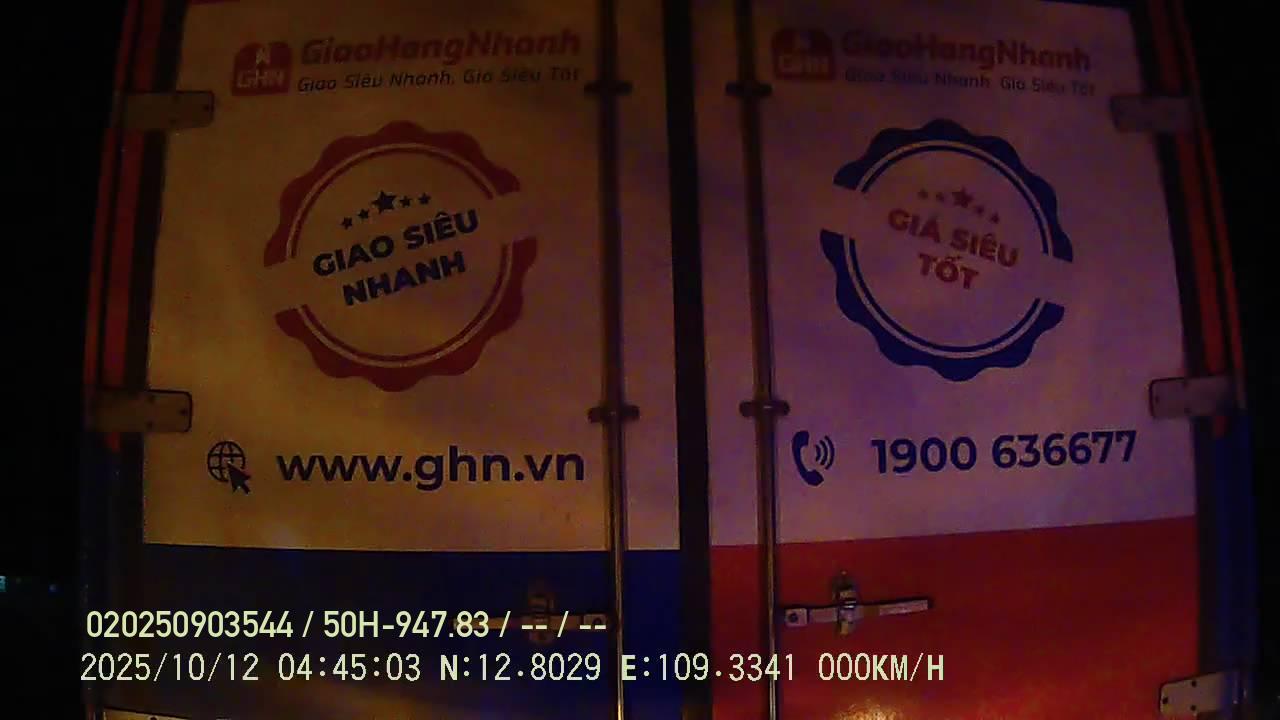 GHN GiaoHangNhanh
Giao Siêu Nhanh, Giá Siêu Tốt
GIAO SIÊU
NHANH
www.ghn.vn
GHN GiaoHangNhanh
Giao Siêu Nhanh, Giá Siêu Tốt
GIÁ SIÊU
TỐT
1900 636677
020250903544 / 50H-947.83 / -- / --
2025/10/12 04:45:03 N:12.8029 E:109.3341 000KM/H